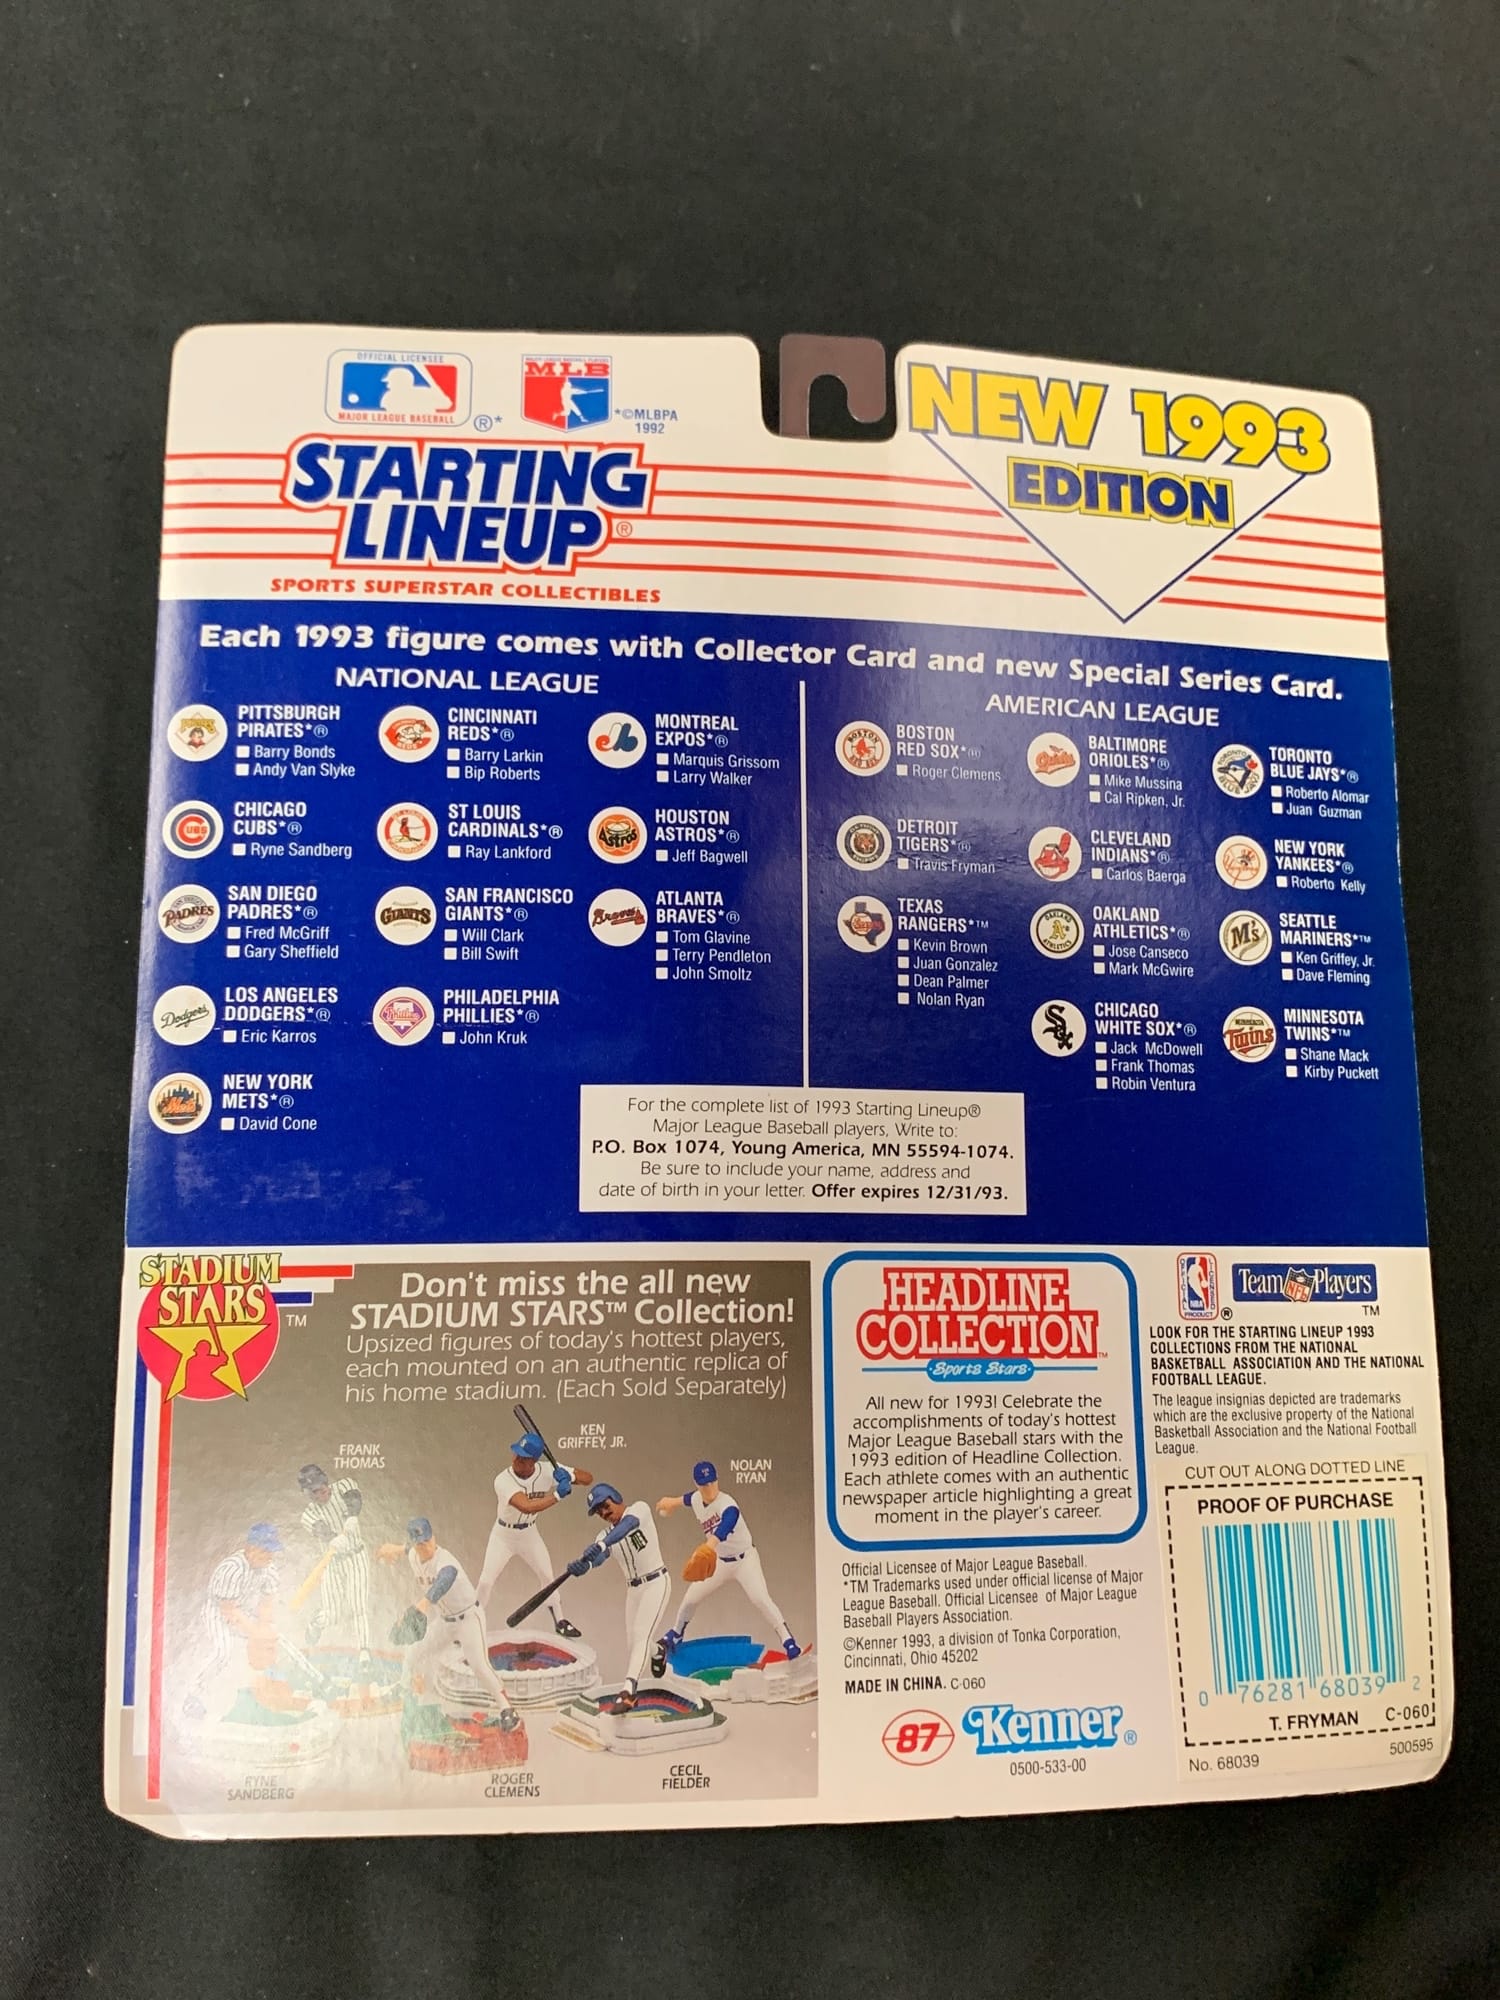 OFFICIAL LICENSEE
MAJOR LEAGUE BASEBALL
®*
MAJOR LEAGUE BASEBALL PLAYERS
MLB
*©MLBPA
1992
STARTING
LINEUP®
SPORTS SUPERSTAR COLLECTIBLES
NEW 1993
EDITION
Each 1993 figure comes with Collector Card and new Special Series Card.
NATIONAL LEAGUE
PITTSBURGH
PIRATES*®
Barry Bonds
Andy Van Slyke
CHICAGO
CUBS*®
Ryne Sandberg
SAN DIEGO
PADRES*®
Fred McGriff
Gary Sheffield
LOS ANGELES
DODGERS*®
Eric Karros
NEW YORK
METS*®
David Cone
CINCINNATI
REDS*®
Barry Larkin
Bip Roberts
ST LOUIS
CARDINALS*®
Ray Lankford
SAN FRANCISCO
GIANTS*®
Will Clark
Bill Swift
PHILADELPHIA
PHILLIES*®
John Kruk
MONTREAL
EXPOS*®
Marquis Grissom
Larry Walker
HOUSTON
ASTROS*®
Jeff Bagwell
ATLANTA
BRAVES*®
Tom Glavine
Terry Pendleton
John Smoltz
AMERICAN LEAGUE
BOSTON
RED SOX*®
Roger Clemens
DETROIT
TIGERS*®
Travis Fryman
TEXAS
RANGERS*™
Kevin Brown
Juan Gonzalez
Dean Palmer
Nolan Ryan
BALTIMORE
ORIOLES*®
Mike Mussina
Cal Ripken, Jr.
CLEVELAND
INDIANS*®
Carlos Baerga
OAKLAND
ATHLETICS*®
Jose Canseco
Mark McGwire
CHICAGO
WHITE SOX*®
Jack McDowell
Frank Thomas
Robin Ventura
TORONTO
BLUE JAYS*®
Roberto Alomar
Juan Guzman
NEW YORK
YANKEES*®
Roberto Kelly
SEATTLE
MARINERS*™
Ken Griffey, Jr.
Dave Fleming
MINNESOTA
TWINS*™
Shane Mack
Kirby Puckett
For the complete list of 1993 Starting Lineup®
Major League Baseball players, Write to:
P.O. Box 1074, Young America, MN 55594-1074.
Be sure to include your name, address and
date of birth in your letter. Offer expires 12/31/93.
STADIUM
STARS
™
Don't miss the all new
STADIUM STARS™ Collection!
Upsized figures of today's hottest players,
each mounted on an authentic replica of
his home stadium. (Each Sold Separately)
FRANK
THOMAS
KEN
GRIFFEY, JR.
NOLAN
RYAN
RYNE
SANDBERG
ROGER
CLEMENS
CECIL
FIELDER
HEADLINE
COLLECTION™
Sports Stars
All new for 1993! Celebrate the
accomplishments of today's hottest
Major League Baseball stars with the
1993 edition of Headline Collection.
Each athlete comes with an authentic
newspaper article highlighting a great
moment in the player's career.
Official Licensee of Major League Baseball.
*TM Trademarks used under official license of Major
League Baseball. Official Licensee of Major League
Baseball Players Association.
©Kenner 1993, a division of Tonka Corporation,
Cincinnati, Ohio 45202
MADE IN CHINA. C-060
87
Kenner®
0500-533-00
OFFICIAL
NBA
LICENSED
PRODUCT
®
Team NFL Players
™
LOOK FOR THE STARTING LINEUP 1993
COLLECTIONS FROM THE NATIONAL
BASKETBALL ASSOCIATION AND THE NATIONAL
FOOTBALL LEAGUE.
The league insignias depicted are trademarks
which are the exclusive property of the National
Basketball Association and the National Football
League.
CUT OUT ALONG DOTTED LINE
PROOF OF PURCHASE
0 76281 68039 2
T. FRYMAN C-060
No. 68039
500595